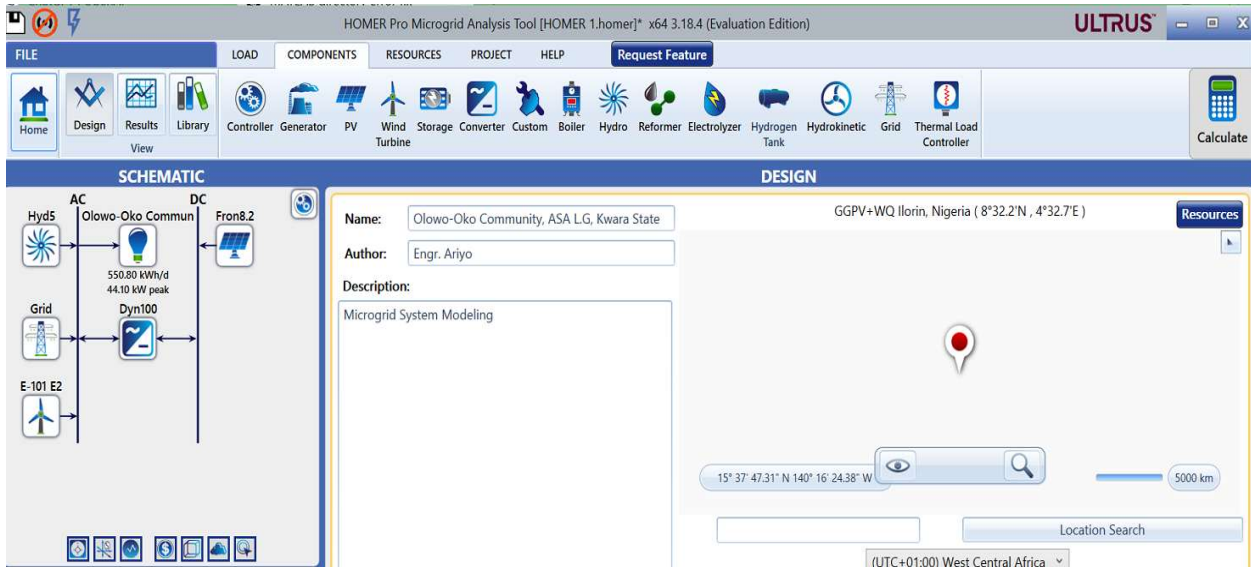 HOMER Pro Microgrid Analysis Tool [HOMER 1.homer]* x64 3.18.4 (Evaluation Edition)
ULTRUS™
FILE
LOAD COMPONENTS RESOURCES PROJECT HELP Request Feature
Home
Design Results Library
View
Controller Generator PV Wind Turbine Storage Converter Custom Boiler Hydro Reformer Electrolyzer Hydrogen Tank Hydrokinetic Grid Thermal Load Controller
Calculate
SCHEMATIC
DESIGN
AC DC
Hyd5 Olowo-Oko Commun Fron8.2
550.80 kWh/d
44.10 kW peak
Grid Dyn100
E-101 E2
Name: Olowo-Oko Community, ASA L.G, Kwara State
Author: Engr. Ariyo
Description:
Microgrid System Modeling
GGPV+WQ Ilorin, Nigeria ( 8°32.2'N , 4°32.7'E )
Resources
15° 37' 47.31" N 140° 16' 24.38" W
5000 km
Location Search
(UTC+01:00) West Central Africa